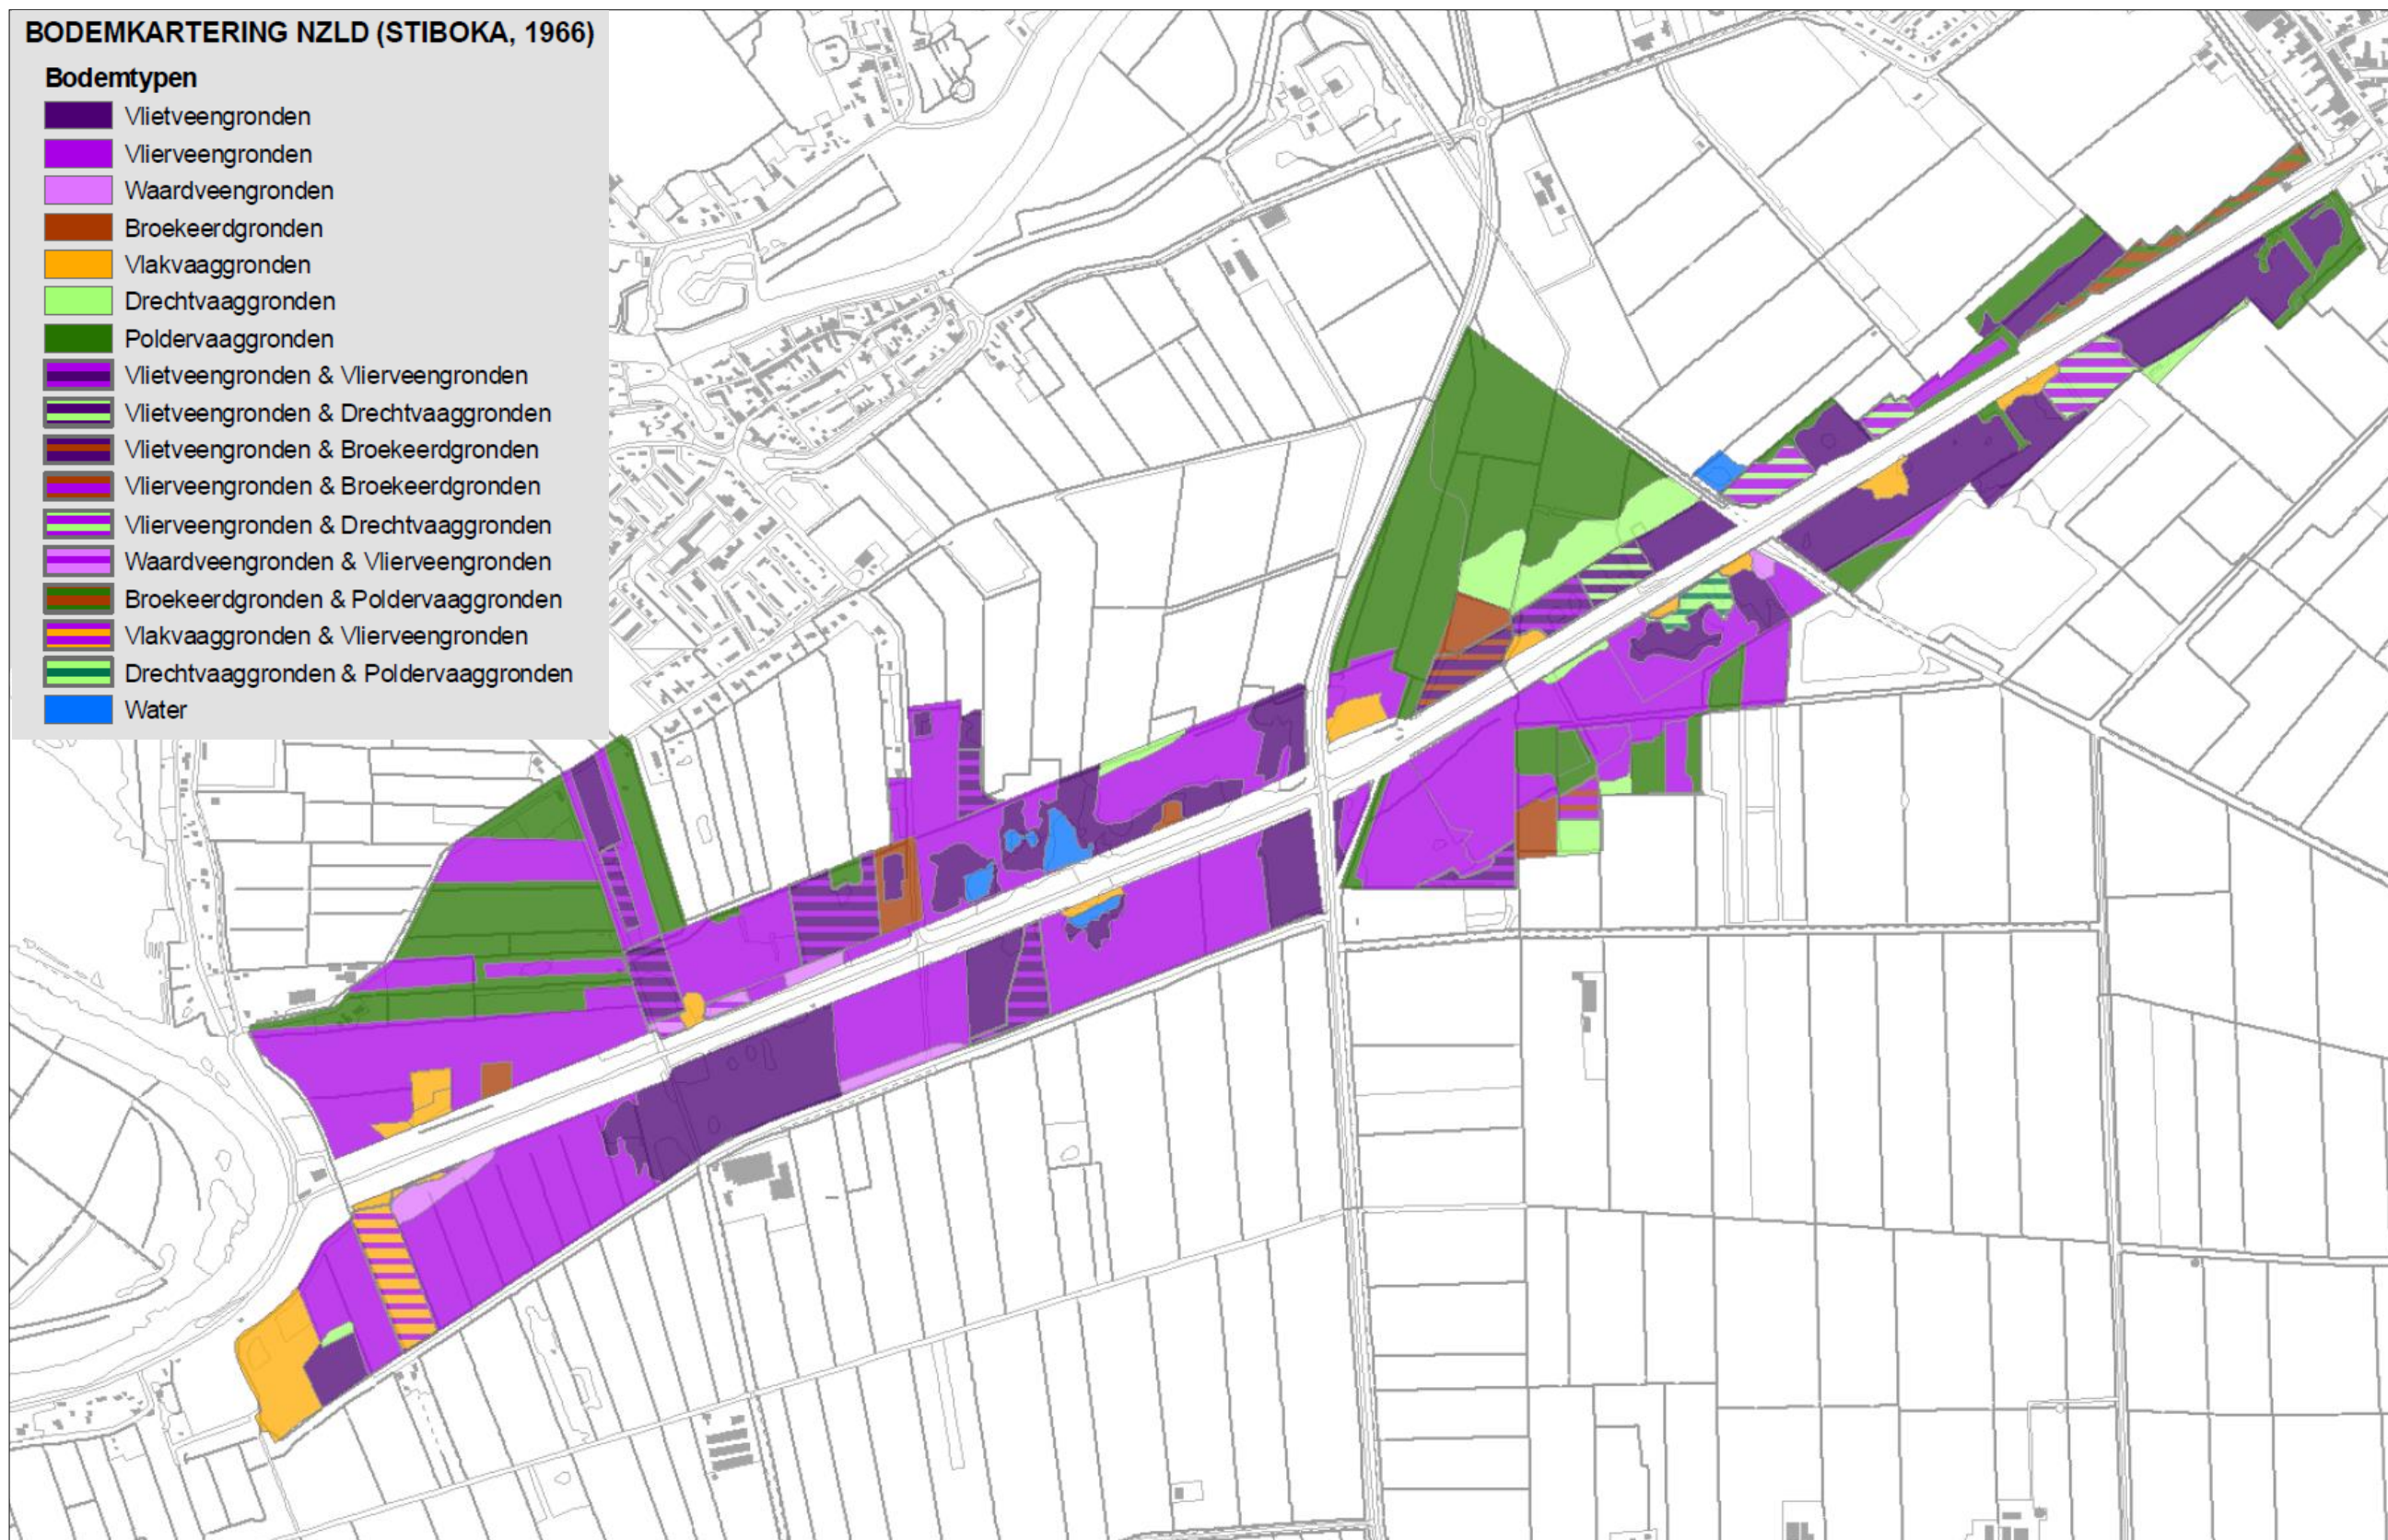 BODEMKARTERING NZLD (STIBOKA, 1966)
Bodemtypen
Vlietveengronden
Vlierveengronden
Waardveengronden
Broekeerdgronden
Vlakvaaggronden
Drechtvaaggronden
Poldervaaggronden
Vlietveengronden & Vlierveengronden
Vlietveengronden & Drechtvaaggronden
Vlietveengronden & Broekeerdgronden
Vlierveengronden & Broekeerdgronden
Vlierveengronden & Drechtvaaggronden
Waardveengronden & Vlierveengronden
Broekeerdgronden & Poldervaaggronden
Vlakvaaggronden & Vlierveengronden
Drechtvaaggronden & Poldervaaggronden
Water